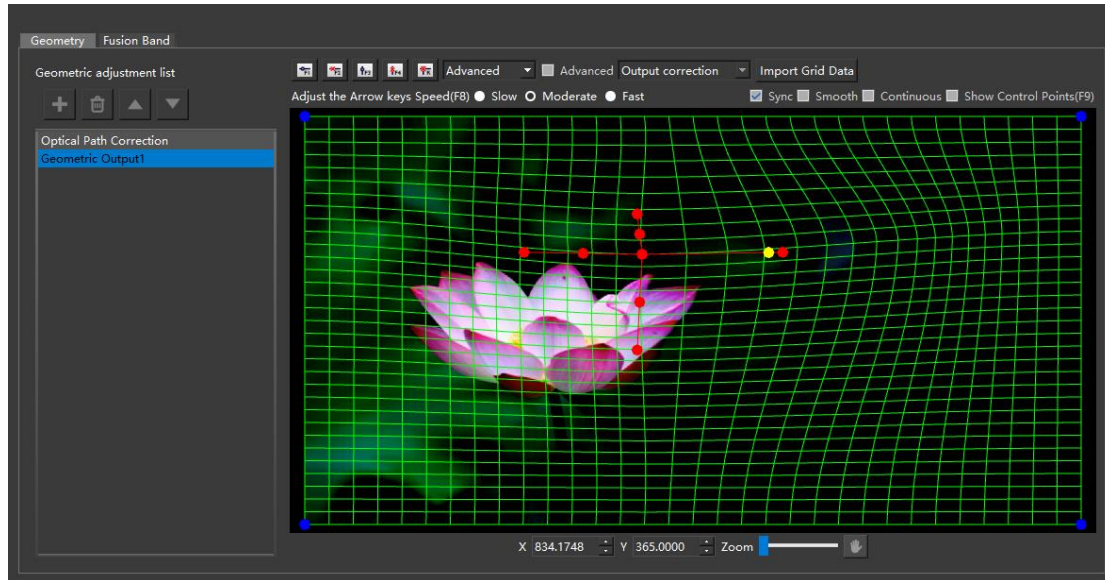 Geometry Fusion Band
Geometric adjustment list
Advanced Advanced Output correction Import Grid Data
Adjust the Arrow keys Speed(F8) Slow Moderate Fast Sync Smooth Continuous Show Control Points(F9)
Optical Path Correction
Geometric Output1
X 834.1748 Y 365.0000 Zoom